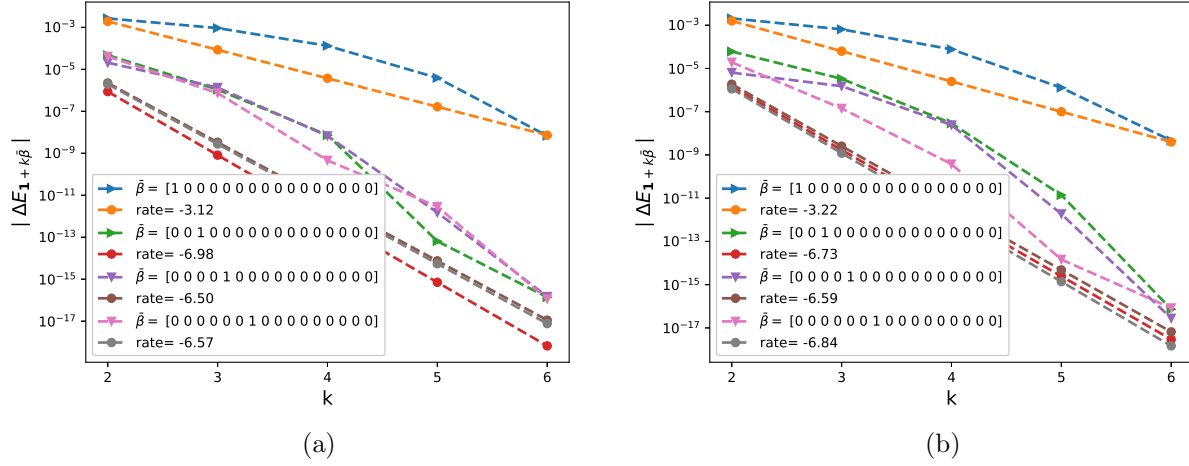 10⁻³
10⁻⁵
10⁻⁷
10⁻⁹
10⁻¹¹
10⁻¹³
10⁻¹⁵
10⁻¹⁷
| ΔE₁ ₊ ₖᵦ̄ |
β̄ = [1 0 0 0 0 0 0 0 0 0 0 0 0 0 0 0]
rate= -3.12
β̄ = [0 0 1 0 0 0 0 0 0 0 0 0 0 0 0 0]
rate= -6.98
β̄ = [0 0 0 0 1 0 0 0 0 0 0 0 0 0 0 0]
rate= -6.50
β̄ = [0 0 0 0 0 0 1 0 0 0 0 0 0 0 0 0]
rate= -6.57
2 3 4 5 6
k
(a)
10⁻³
10⁻⁵
10⁻⁷
10⁻⁹
10⁻¹¹
10⁻¹³
10⁻¹⁵
10⁻¹⁷
| ΔE₁ ₊ ₖᵦ̄ |
β̄ = [1 0 0 0 0 0 0 0 0 0 0 0 0 0 0 0]
rate= -3.22
β̄ = [0 0 1 0 0 0 0 0 0 0 0 0 0 0 0 0]
rate= -6.73
β̄ = [0 0 0 0 1 0 0 0 0 0 0 0 0 0 0 0]
rate= -6.59
β̄ = [0 0 0 0 0 0 1 0 0 0 0 0 0 0 0 0]
rate= -6.84
2 3 4 5 6
k
(b)